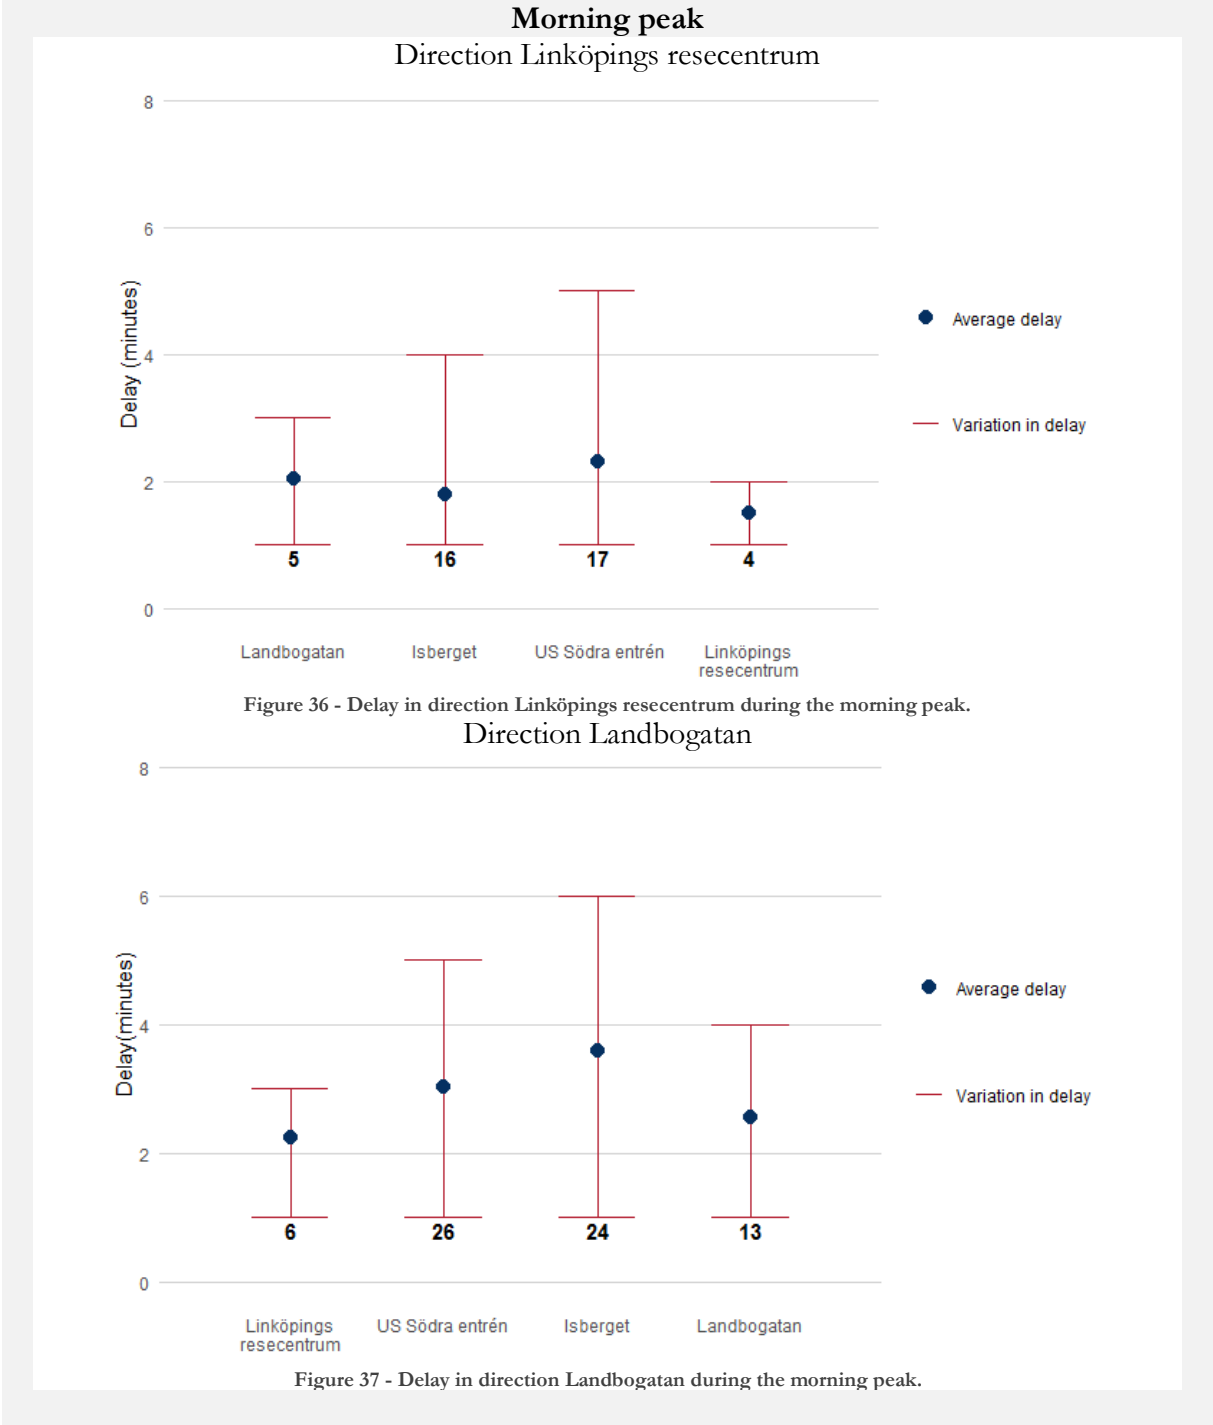 Morning peak
Direction Linköpings resecentrum
8
6
4
2
0
Delay (minutes)
5
16
17
4
Landbogatan
Isberget
US Södra entrén
Linköpings
resecentrum
Average delay
Variation in delay
Figure 36 - Delay in direction Linköpings resecentrum during the morning peak.
Direction Landbogatan
8
6
4
2
0
Delay(minutes)
6
26
24
13
Linköpings
resecentrum
US Södra entrén
Isberget
Landbogatan
Average delay
Variation in delay
Figure 37 - Delay in direction Landbogatan during the morning peak.